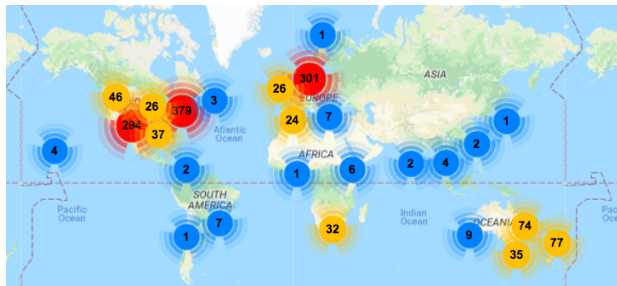 1
301
ASIA
46
26
379
3
26
EUROPE
294
37
24
7
1
Atlantic
Ocean
2
4
AFRICA
2
1
6
2
4
SOUTH
AMERICA
Pacific
Ocean
Indian
Ocean
OCEANIA
Pacific
Ocean
1
7
32
9
74
35
77